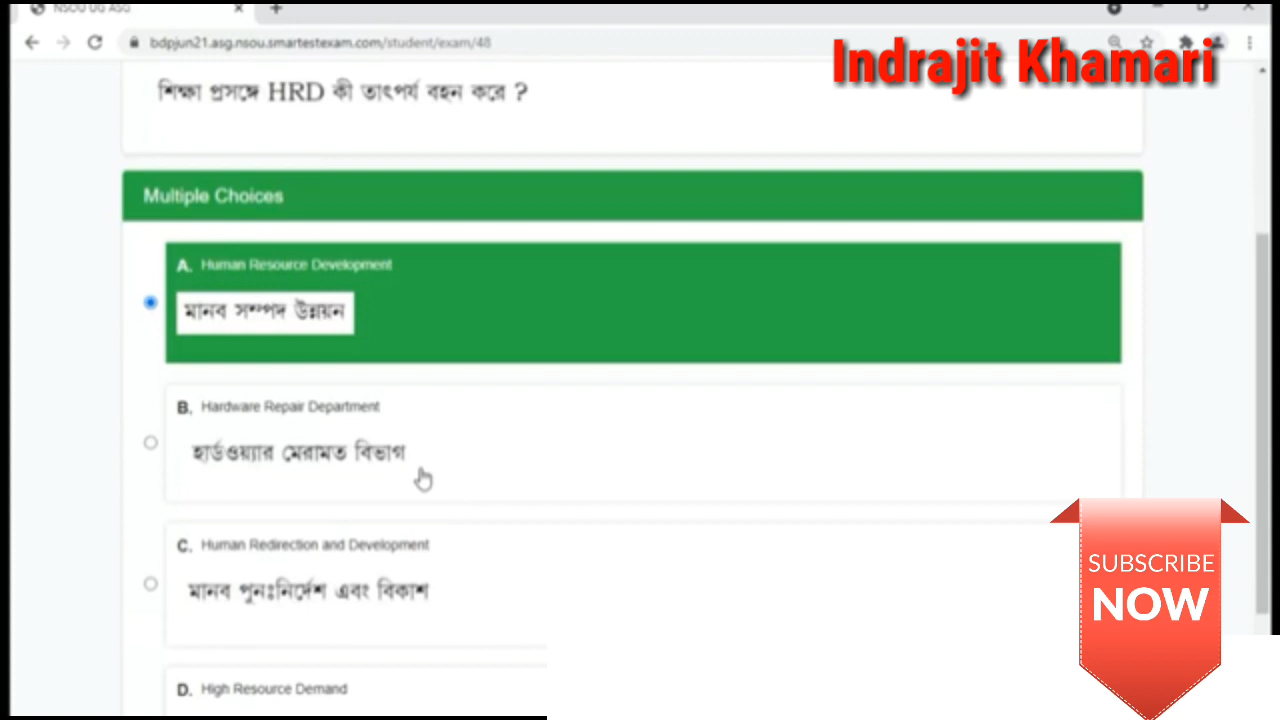 NSOU UG ASG
bdpjun21.asg.nsou.smartestexam.com/student/exam/48
Indrajit Khamari
শিক্ষা প্রসঙ্গে HRD কী তাৎপর্য বহন করে ?
Multiple Choices
A. Human Resource Development
মানব সম্পদ উন্নয়ন
B. Hardware Repair Department
হার্ডওয়্যার মেরামত বিভাগ
C. Human Redirection and Development
মানব পুনঃনির্দেশ এবং বিকাশ
D. High Resource Demand
SUBSCRIBE
NOW